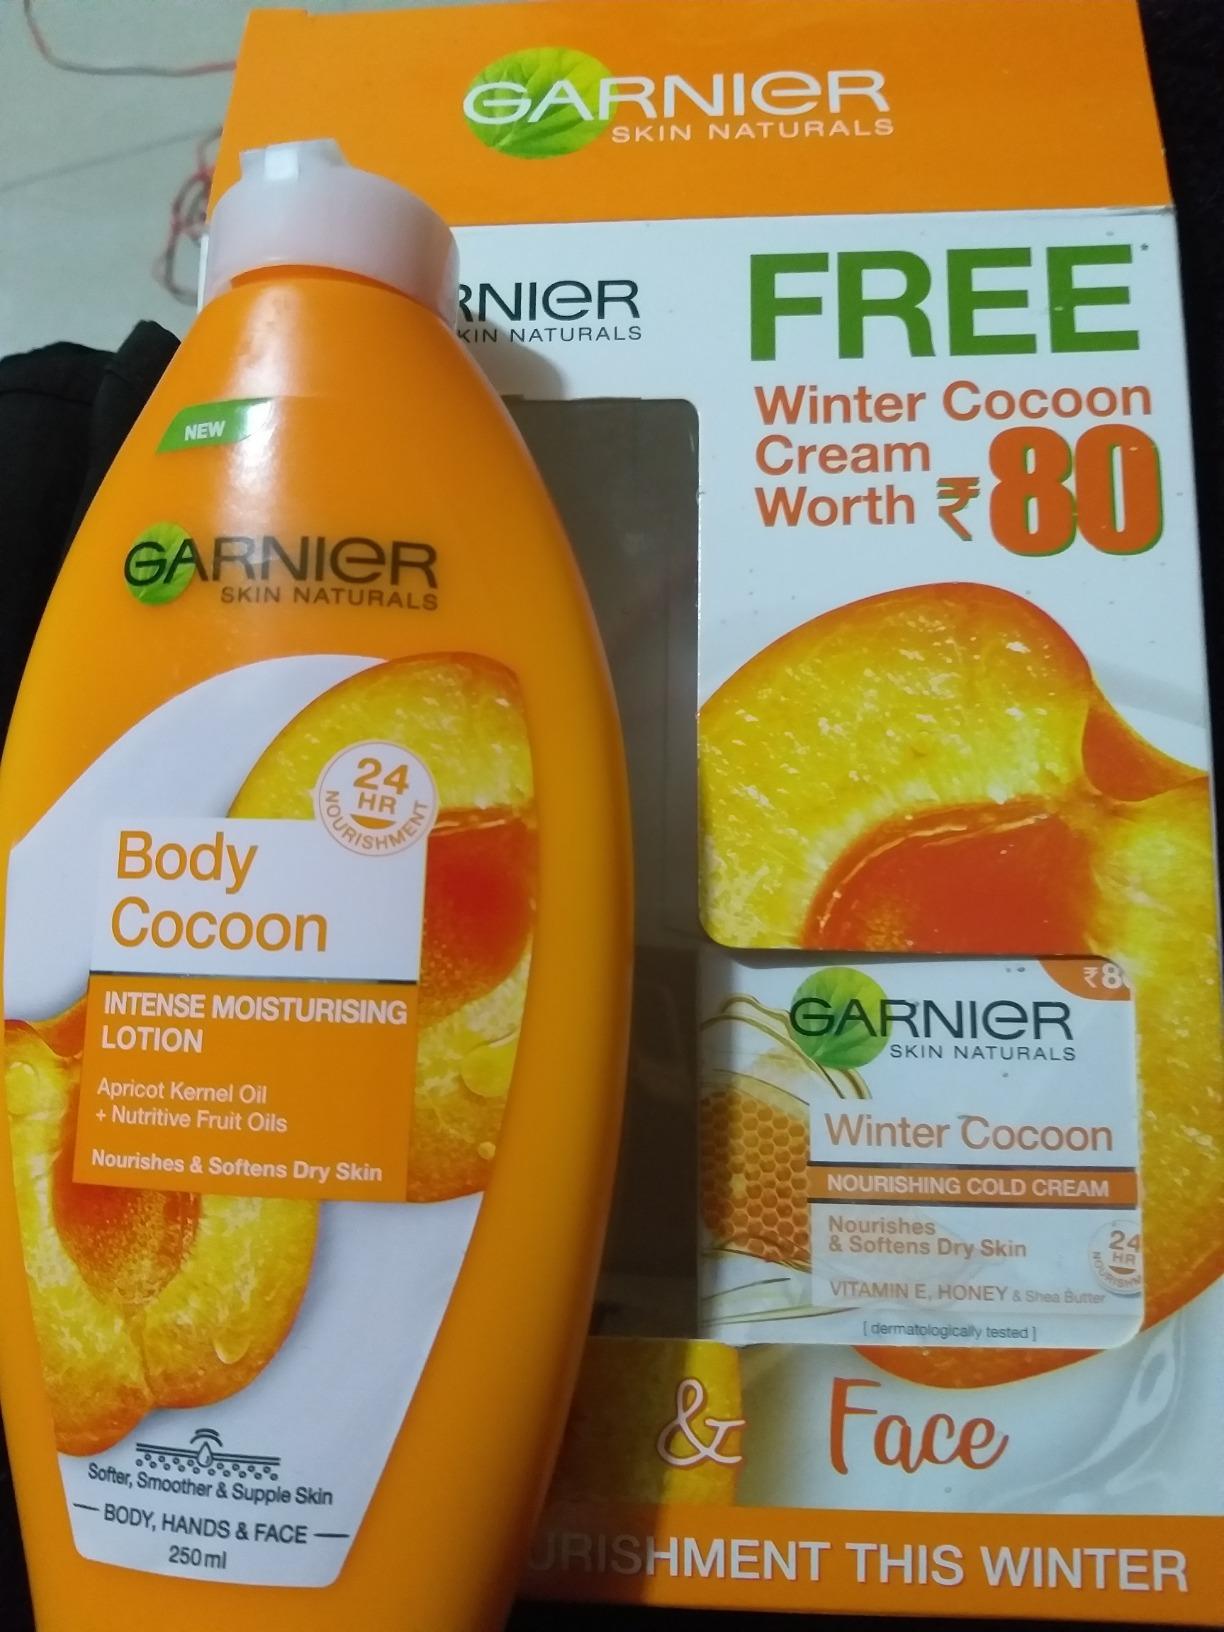 GARNIER
SKIN NATURALS
RNIER
KIN NATURALS
FREE*
Winter Cocoon
Cream
Worth ₹80
NEW
GARNIER
SKIN NATURALS
24
HR
NOURISHMENT
Body
Cocoon
INTENSE MOISTURISING
LOTION
Apricot Kernel Oil
+ Nutritive Fruit Oils
Nourishes & Softens Dry Skin
Softer, Smoother & Supple Skin
BODY, HANDS & FACE
250ml
₹8
GARNIER
SKIN NATURALS
Winter Cocoon
NOURISHING COLD CREAM
Nourishes
& Softens Dry Skin
24
HR
NOURISHM
VITAMIN E, HONEY & Shea Butter
[ dermatologically tested ]
& Face
URISHMENT THIS WINTER